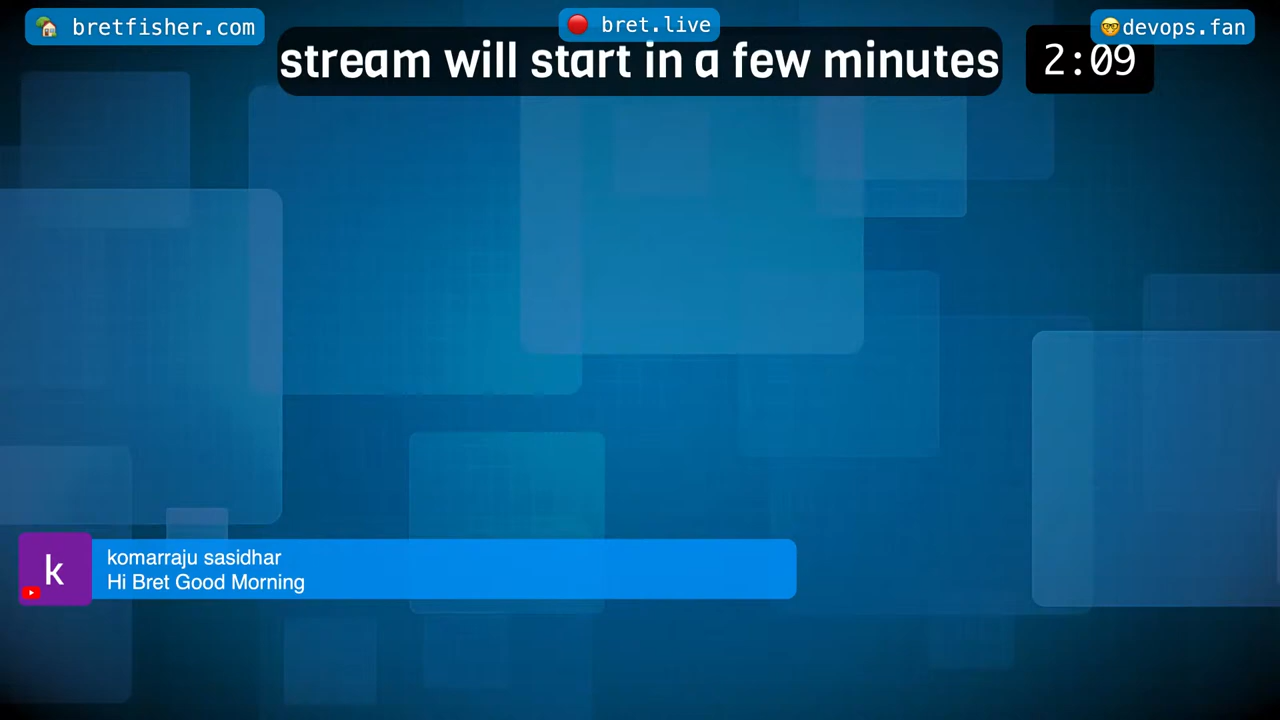 bretfisher.com
bret.live
devops.fan
stream will start in a few minutes
2:09
k
komarraju sasidhar
Hi Bret Good Morning